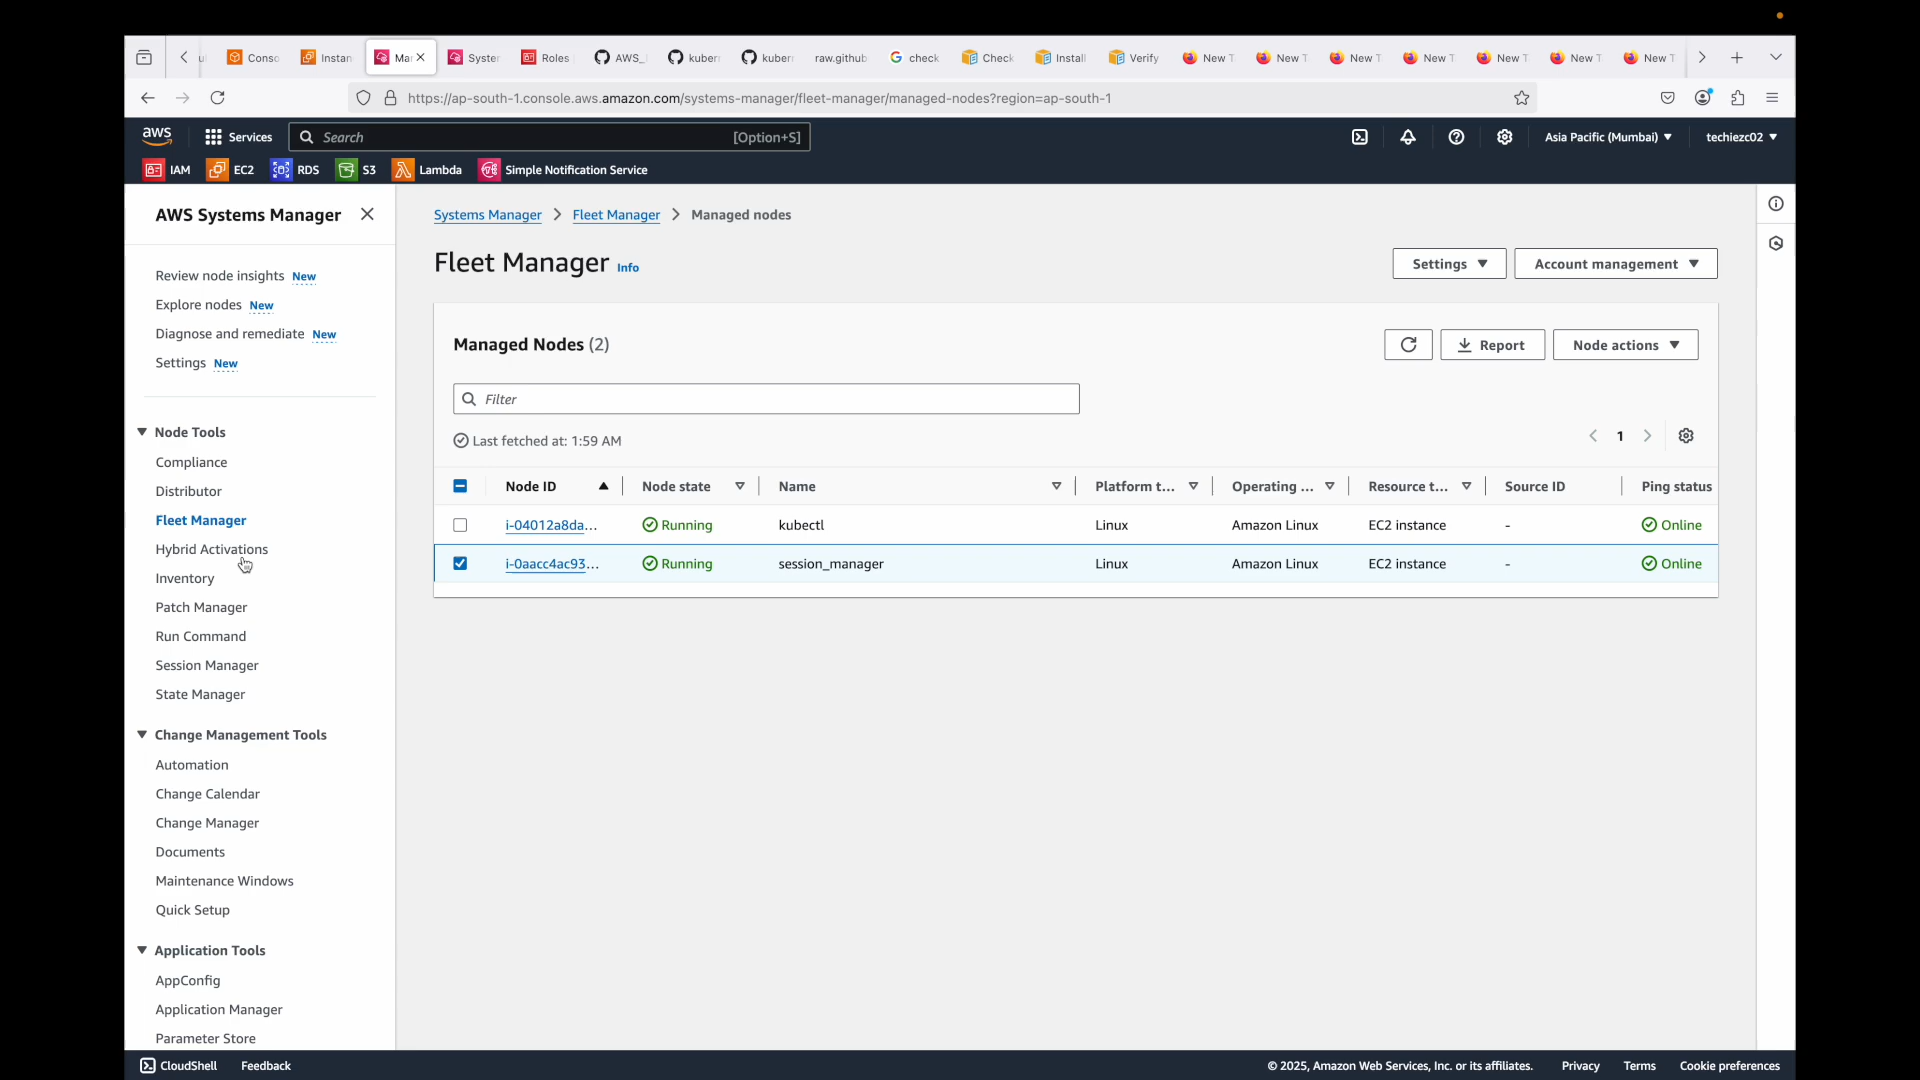 Conso
Instan
Ma
System
Roles
AWS_
kubern
kubern
raw.github
check
Check
Install
Verify
New T
New T
New T
New T
New T
New T
New T
https://ap-south-1.console.aws.amazon.com/systems-manager/fleet-manager/managed-nodes?region=ap-south-1
aws
Services
Search
[Option+S]
Asia Pacific (Mumbai)
techiezc02
IAM
EC2
RDS
S3
Lambda
Simple Notification Service
AWS Systems Manager
Review node insights New
Explore nodes New
Diagnose and remediate New
Settings New
Node Tools
Compliance
Distributor
Fleet Manager
Hybrid Activations
Inventory
Patch Manager
Run Command
Session Manager
State Manager
Change Management Tools
Automation
Change Calendar
Change Manager
Documents
Maintenance Windows
Quick Setup
Application Tools
AppConfig
Application Manager
Parameter Store
Systems Manager > Fleet Manager > Managed nodes
Fleet Manager Info
Settings
Account management
Managed Nodes (2)
Report
Node actions
Filter
Last fetched at: 1:59 AM
1
Node ID Node state Name Platform t... Operating ... Resource t... Source ID Ping status
i-04012a8da... Running kubectl Linux Amazon Linux EC2 instance - Online
i-0aacc4ac93... Running session_manager Linux Amazon Linux EC2 instance - Online
CloudShell
Feedback
© 2025, Amazon Web Services, Inc. or its affiliates.
Privacy
Terms
Cookie preferences